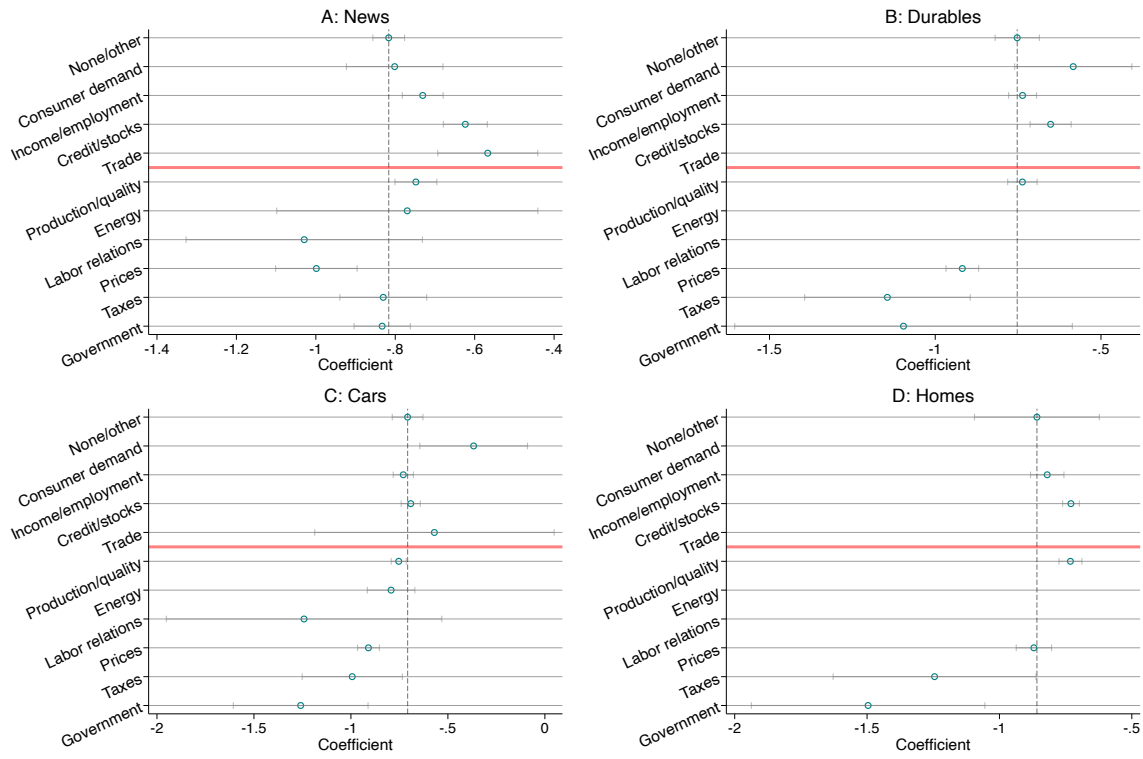 A: News
None/other
Consumer demand
Income/employment
Credit/stocks
Trade
Production/quality
Energy
Labor relations
Prices
Taxes
Government
-1.4 -1.2 -1 -.8 -.6 -.4
Coefficient
B: Durables
None/other
Consumer demand
Income/employment
Credit/stocks
Trade
Production/quality
Energy
Labor relations
Prices
Taxes
Government
-1.5 -1 -.5
Coefficient
C: Cars
None/other
Consumer demand
Income/employment
Credit/stocks
Trade
Production/quality
Energy
Labor relations
Prices
Taxes
Government
-2 -1.5 -1 -.5 0
Coefficient
D: Homes
None/other
Consumer demand
Income/employment
Credit/stocks
Trade
Production/quality
Energy
Labor relations
Prices
Taxes
Government
-2 -1.5 -1 -.5
Coefficient